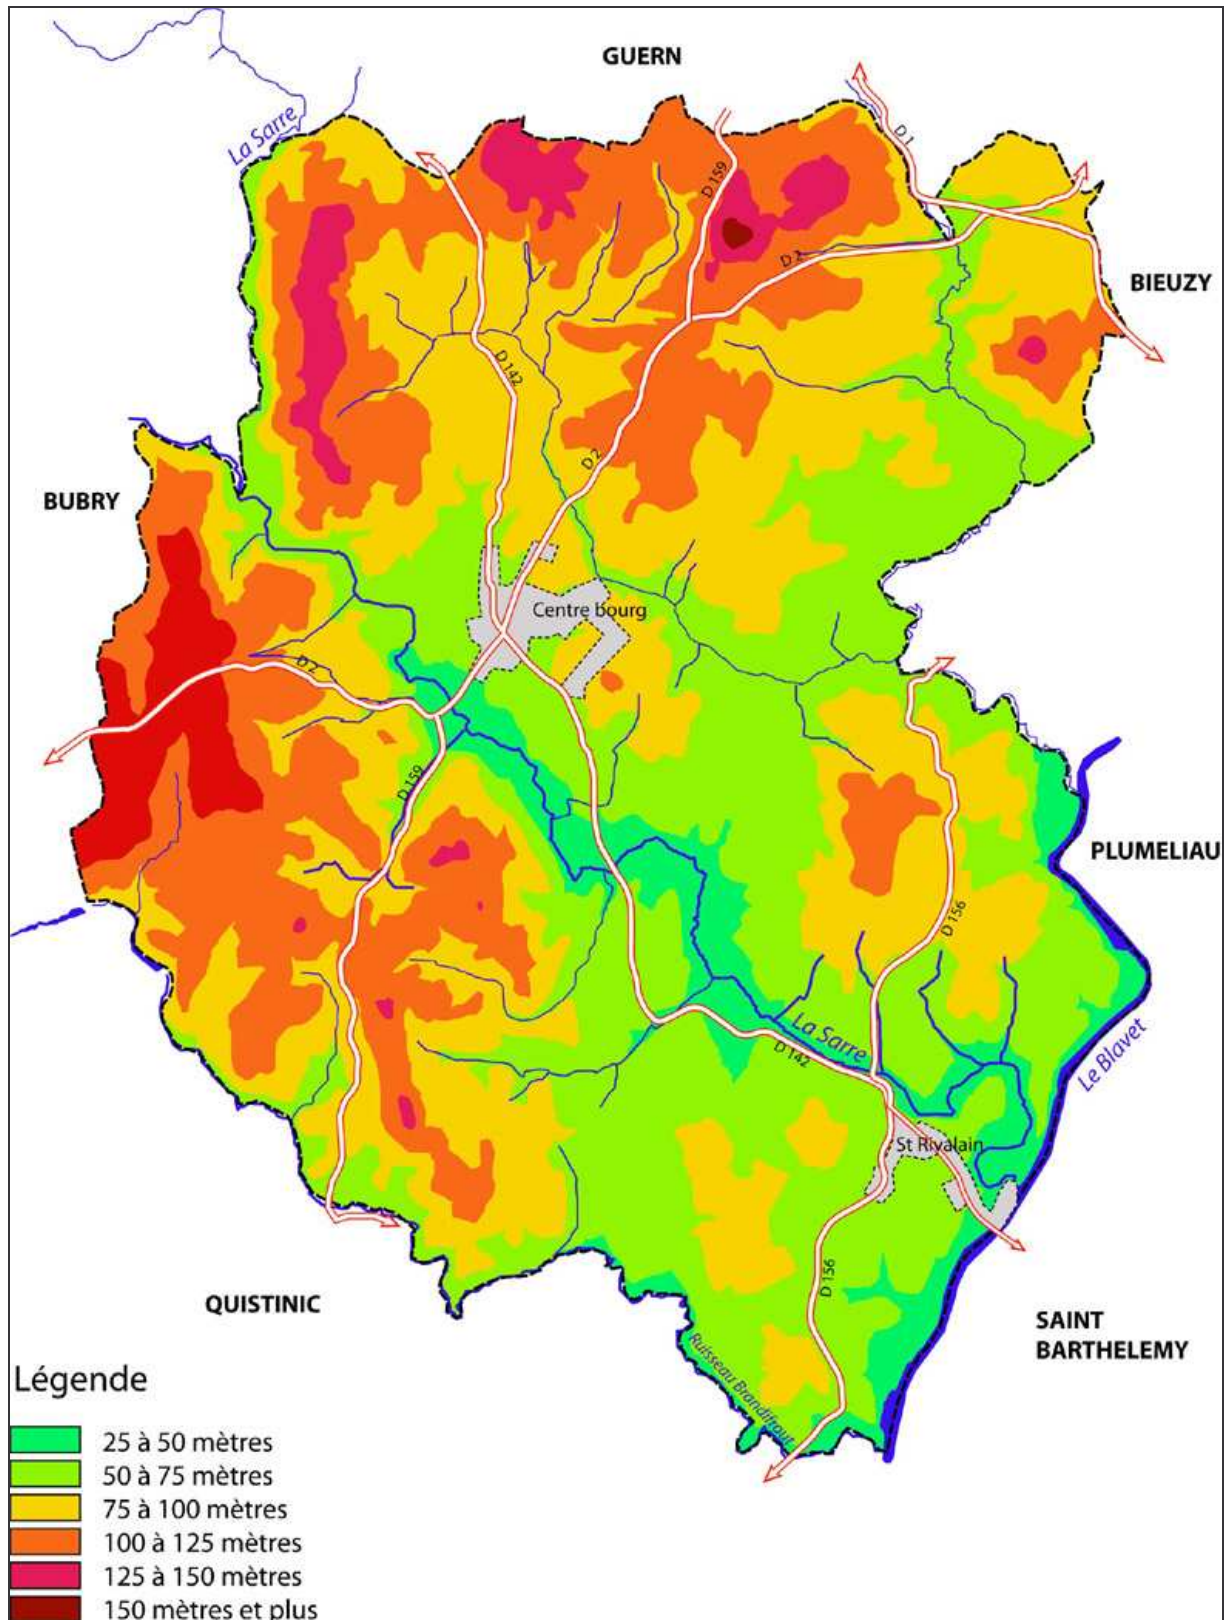 GUERN
La Sarre
D 1
D 159
D 2
BIEUZY
D 142
D 2
BUBRY
Centre bourg
D 2
D 159
PLUMELIAU
D 156
La Sarre
D 142
Le Blavet
St Rivalain
D 156
QUISTINIC
SAINT
BARTHELEMY
Ruisseau Brandifrout
Légende
25 à 50 mètres
50 à 75 mètres
75 à 100 mètres
100 à 125 mètres
125 à 150 mètres
150 mètres et plus